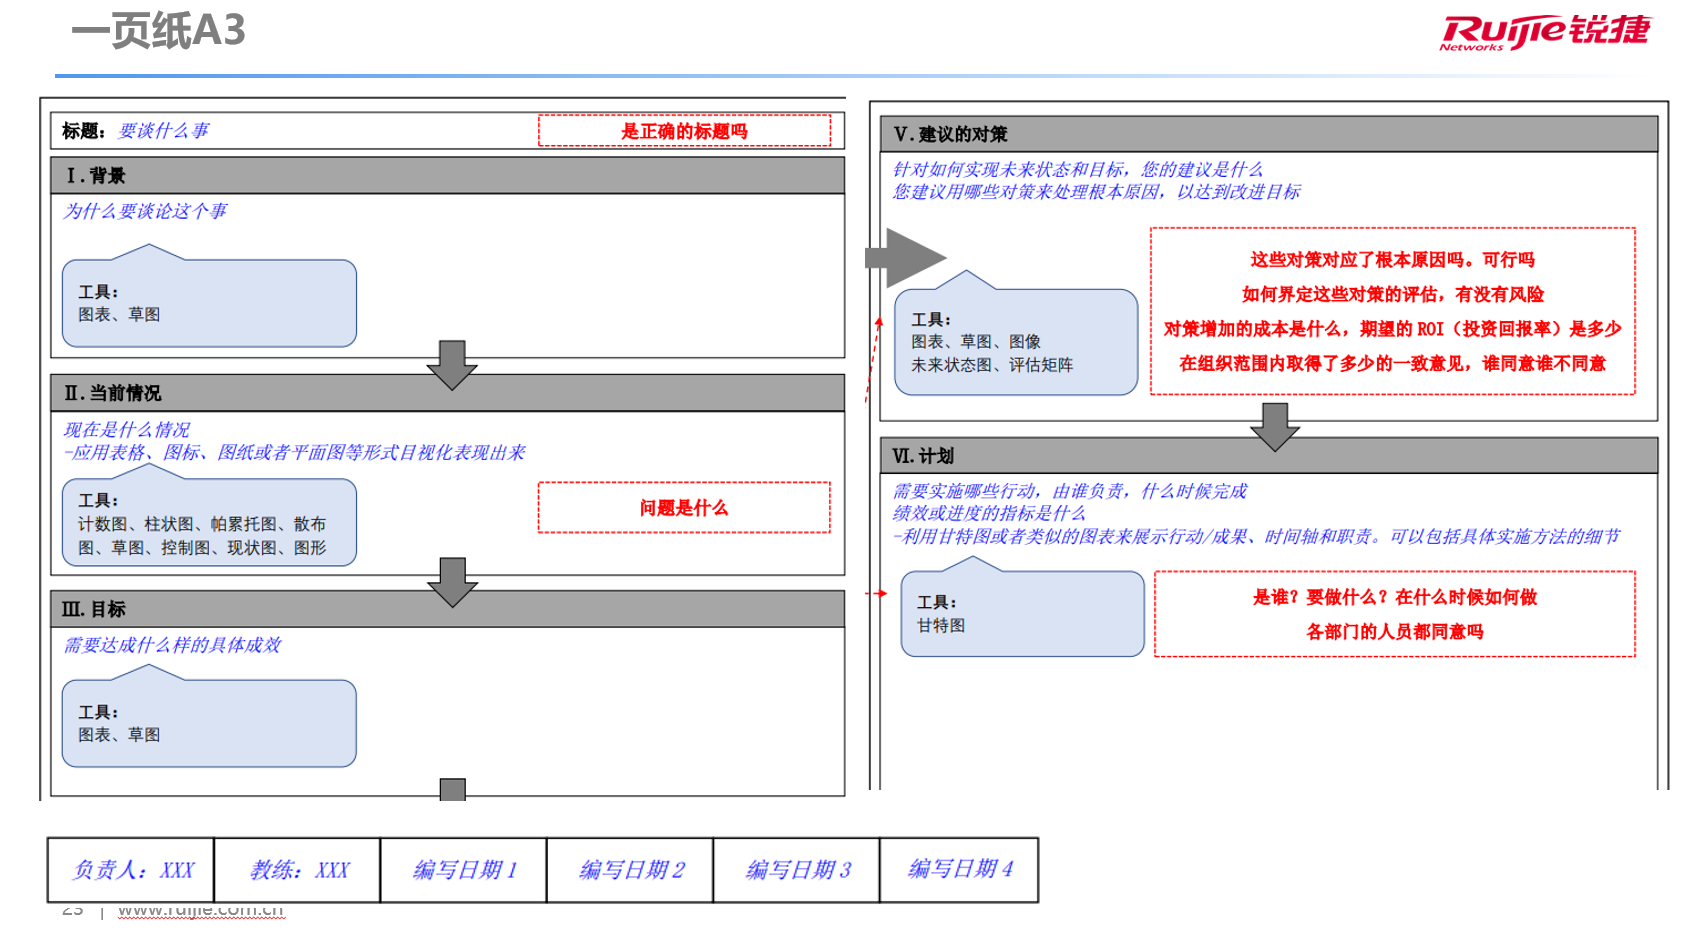 一页纸A3
Ruijie锐捷
Networks
标题：要谈什么事
是正确的标题吗
Ⅰ.背景
为什么要谈论这个事
工具：
图表、草图
Ⅱ.当前情况
现在是什么情况
-应用表格、图标、图纸或者平面图等形式目视化表现出来
工具：
计数图、柱状图、帕累托图、散布
图、草图、控制图、现状图、图形
问题是什么
Ⅲ.目标
需要达成什么样的具体成效
工具：
图表、草图
Ⅴ.建议的对策
针对如何实现未来状态和目标，您的建议是什么
您建议用哪些对策来处理根本原因，以达到改进目标
工具：
图表、草图、图像
未来状态图、评估矩阵
这些对策对应了根本原因吗。可行吗
如何界定这些对策的评估，有没有风险
对策增加的成本是什么，期望的ROI（投资回报率）是多少
在组织范围内取得了多少的一致意见，谁同意谁不同意
Ⅵ.计划
需要实施哪些行动，由谁负责，什么时候完成
绩效或进度的指标是什么
-利用甘特图或者类似的图表来展示行动/成果、时间轴和职责。可以包括具体实施方法的细节
工具：
甘特图
是谁？要做什么？在什么时候如何做
各部门的人员都同意吗
负责人：XXX
教练：XXX
编写日期1
编写日期2
编写日期3
编写日期4
23 | www.ruijie.com.cn